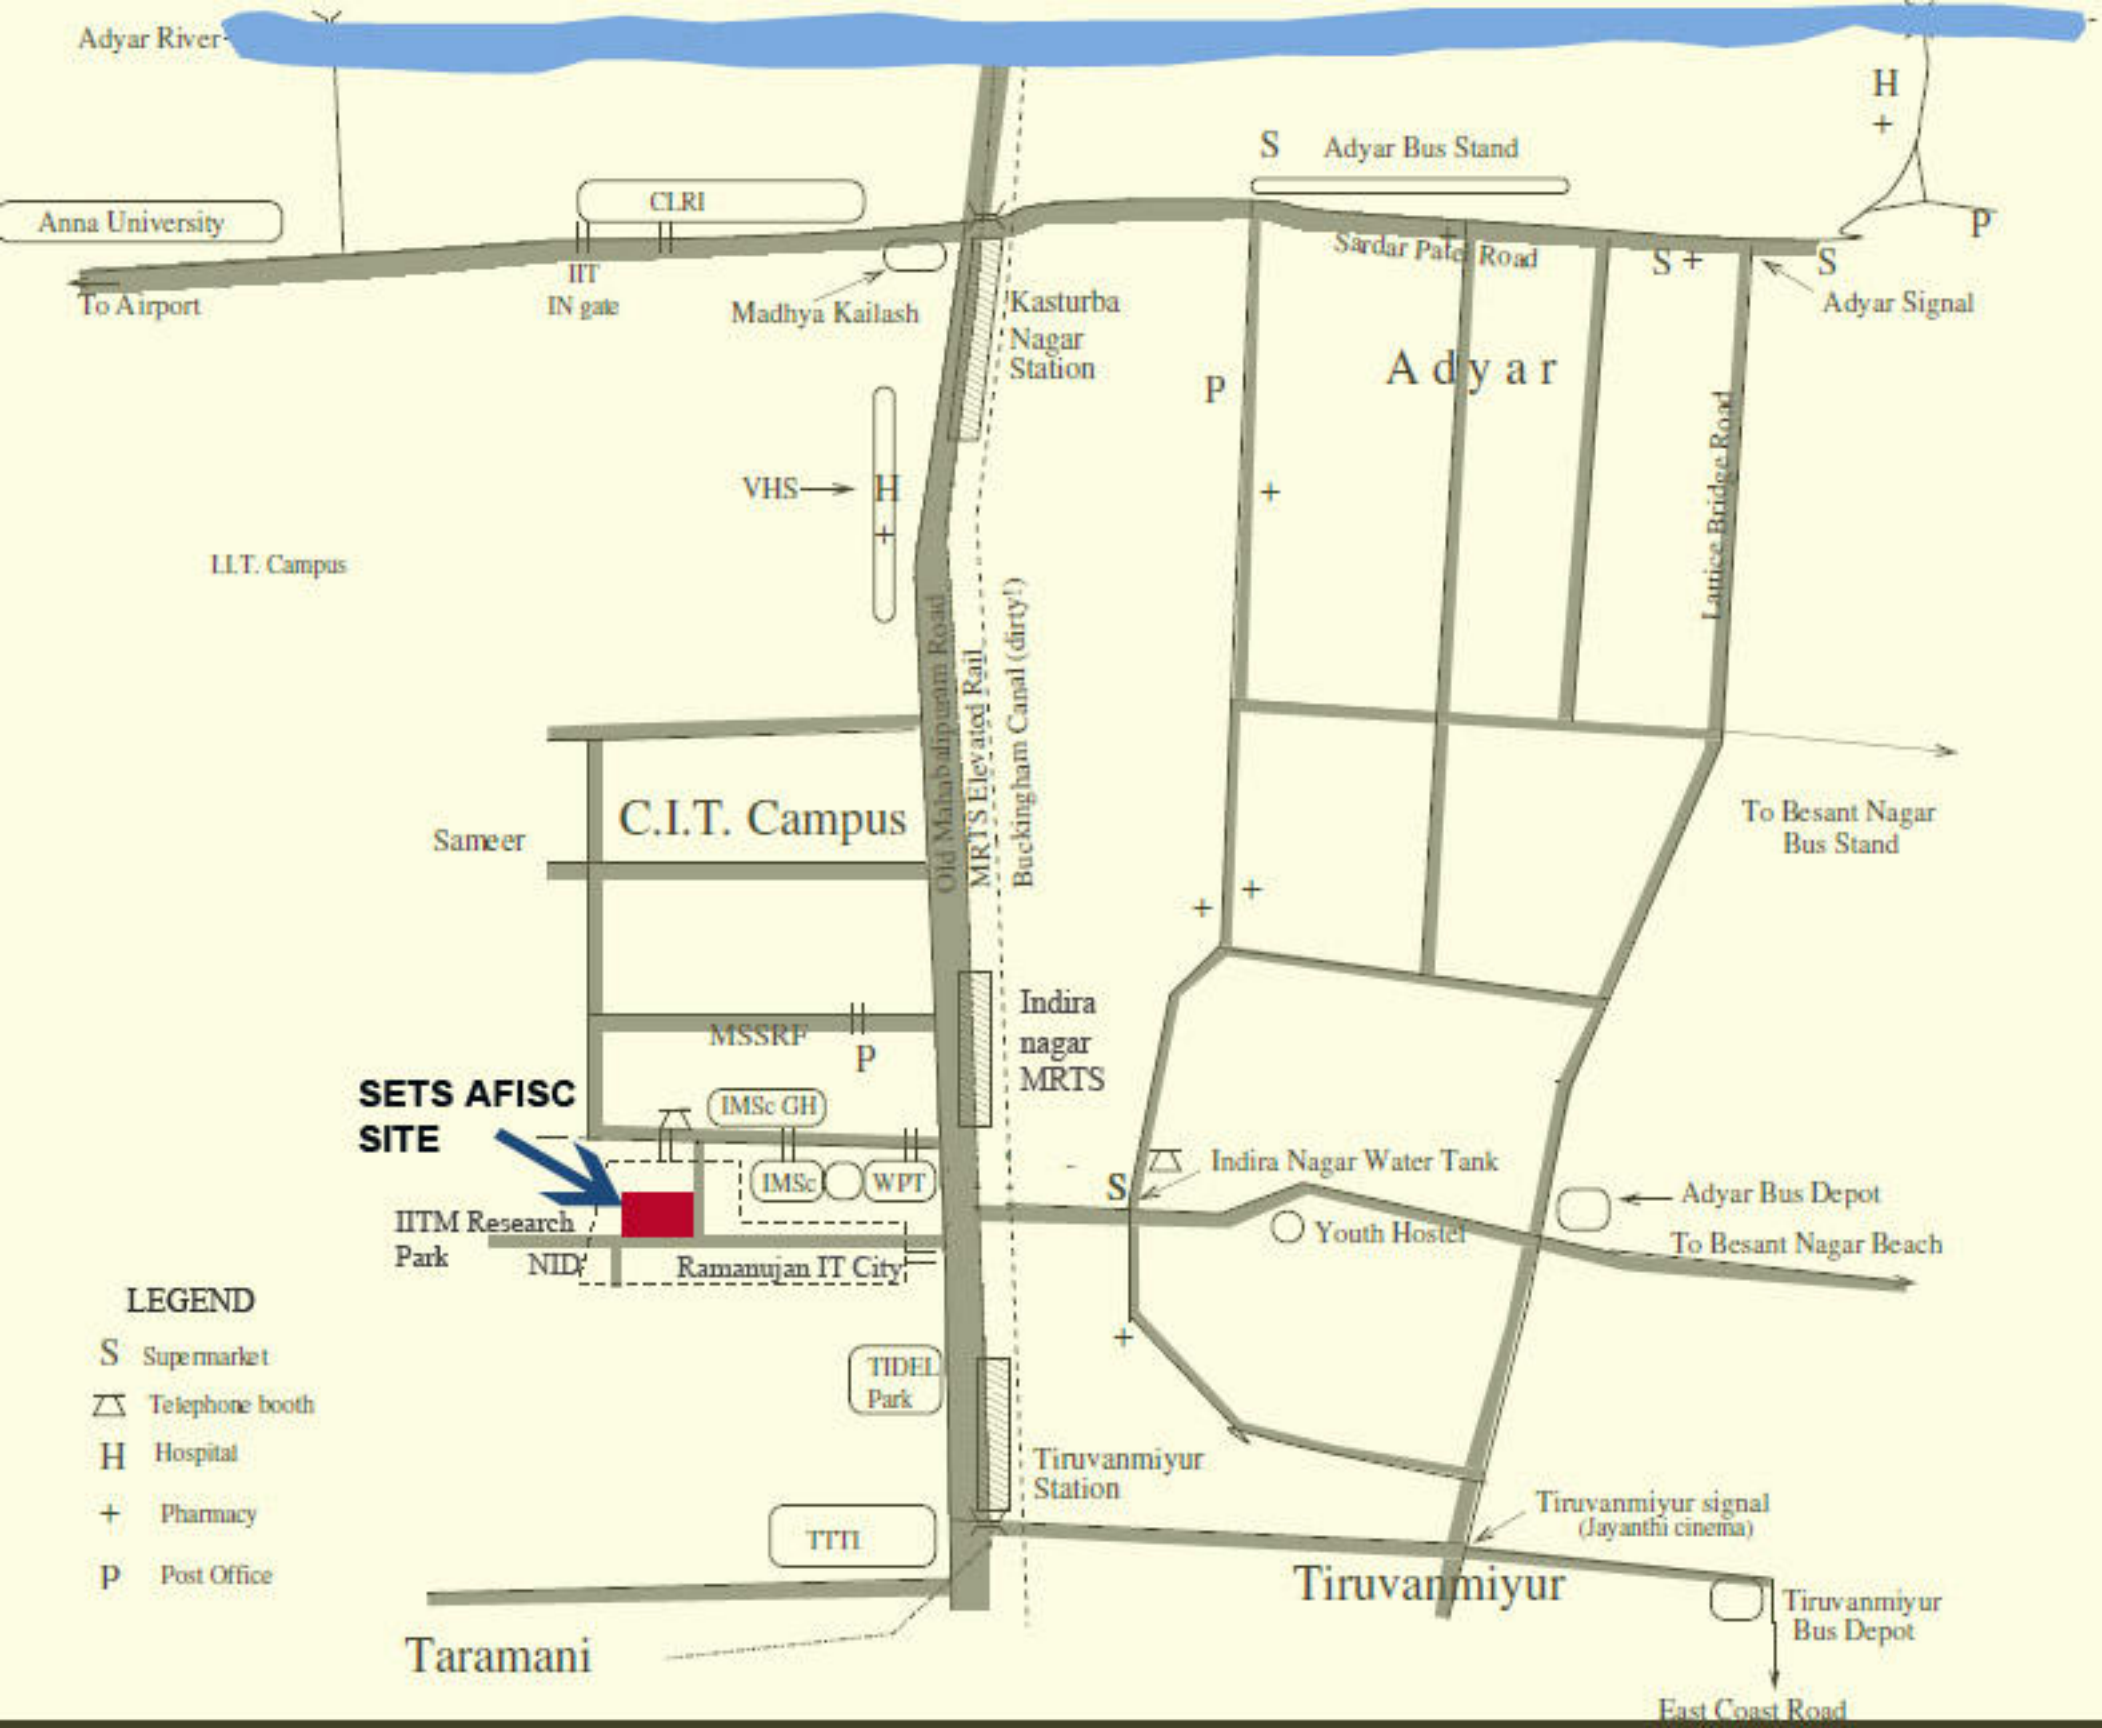 Adyar River
H
+
S
Adyar Bus Stand
CLRI
Anna University
P
Sardar Patel Road
+
S +
S
IIT
IN gate
To Airport
Madhya Kailash
Kasturba
Nagar
Station
Adyar Signal
Adyar
P
Lattice Bridge Road
VHS
H
+
+
I.I.T. Campus
Old Mahabalipuram Road
MRTS Elevated Rail
Buckingham Canal (dirty!)
C.I.T. Campus
Sameer
To Besant Nagar
Bus Stand
+
+
Indira
nagar
MRTS
MSSRF
P
SETS AFISC
SITE
IMSc GH
IMSc
WPT
S
Indira Nagar Water Tank
Adyar Bus Depot
IITM Research
Park
NID
Ramanujan IT City
Youth Hostel
To Besant Nagar Beach
+
LEGEND
S Supermarket
Telephone booth
H Hospital
+ Pharmacy
P Post Office
TIDEL
Park
Tiruvanmiyur
Station
TTTI
Tiruvanmiyur signal
(Jayanthi cinema)
Tiruvanmiyur
Tiruvanmiyur
Bus Depot
Taramani
East Coast Road